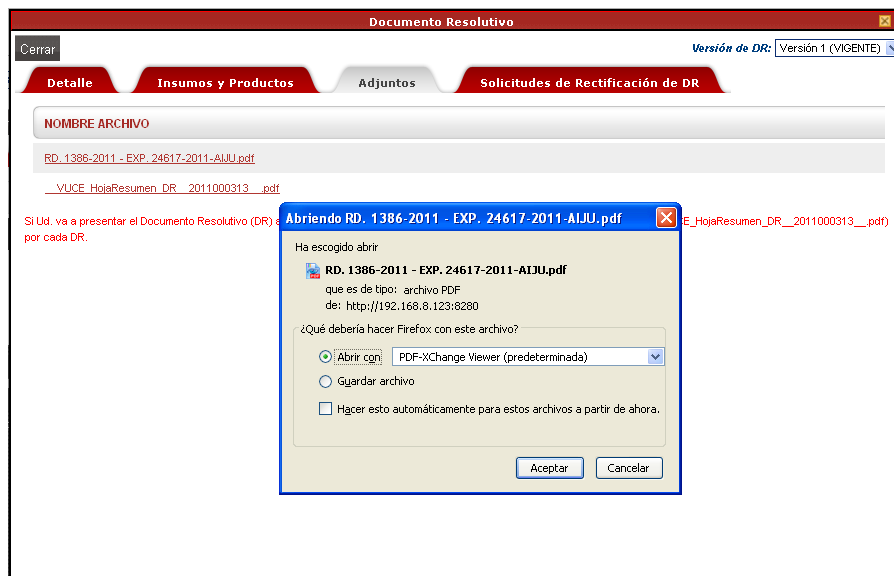 Documento Resolutivo
Cerrar
Versión de DR: Versión 1 (VIGENTE)
Detalle
Insumos y Productos
Adjuntos
Solicitudes de Rectificación de DR
NOMBRE ARCHIVO
RD. 1386-2011 - EXP. 24617-2011-AIJU.pdf
__VUCE_HojaResumen_DR__2011000313__.pdf
Si Ud. va a presentar el Documento Resolutivo (DR) a
E_HojaResumen_DR__2011000313__.pdf)
por cada DR.
Abriendo RD. 1386-2011 - EXP. 24617-2011-AIJU.pdf
Ha escogido abrir
RD. 1386-2011 - EXP. 24617-2011-AIJU.pdf
que es de tipo: archivo PDF
de: http://192.168.8.123:8280
¿Qué debería hacer Firefox con este archivo?
Abrir con
PDF-XChange Viewer (predeterminada)
Guardar archivo
Hacer esto automáticamente para estos archivos a partir de ahora.
Aceptar
Cancelar